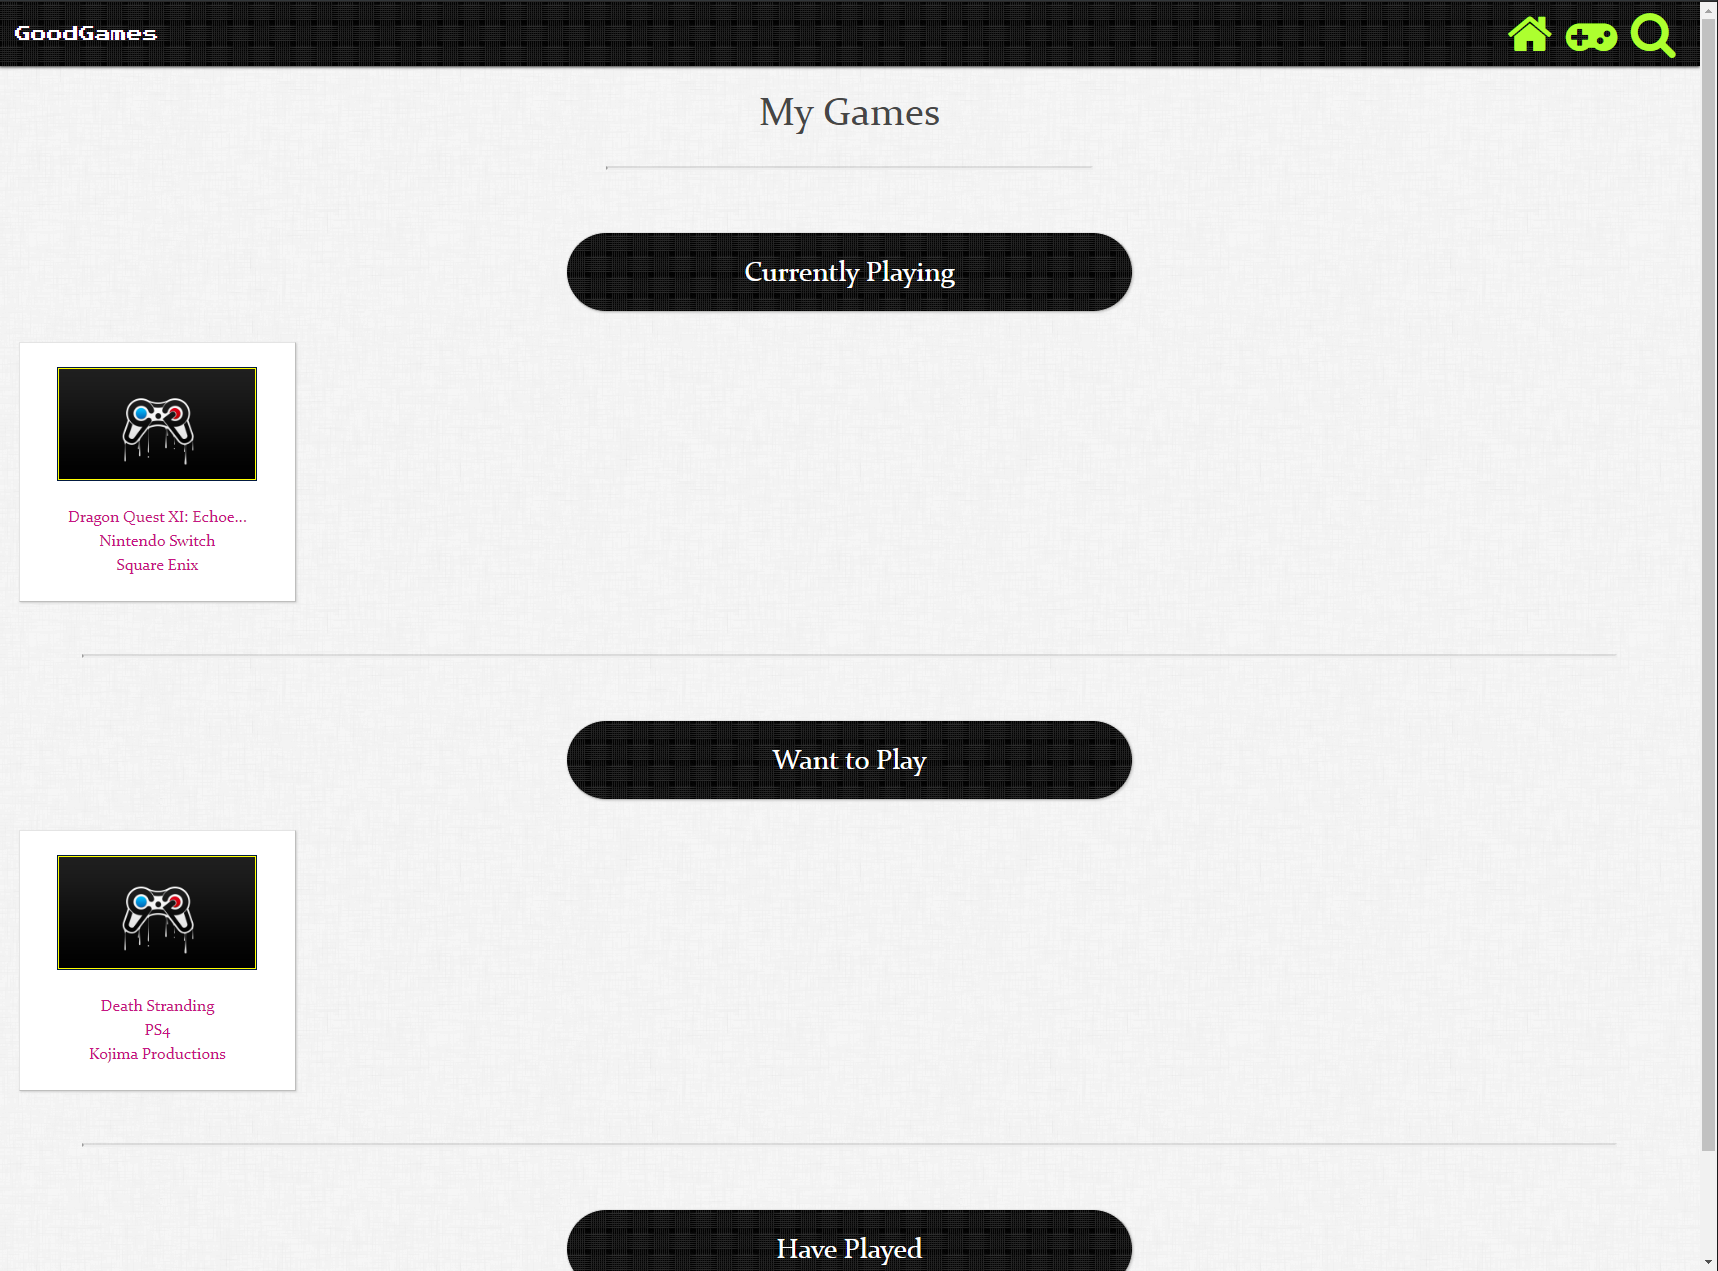 GoodGames
My Games
Currently Playing
Dragon Quest XI: Echoe...
Nintendo Switch
Square Enix
Want to Play
Death Stranding
PS4
Kojima Productions
Have Played